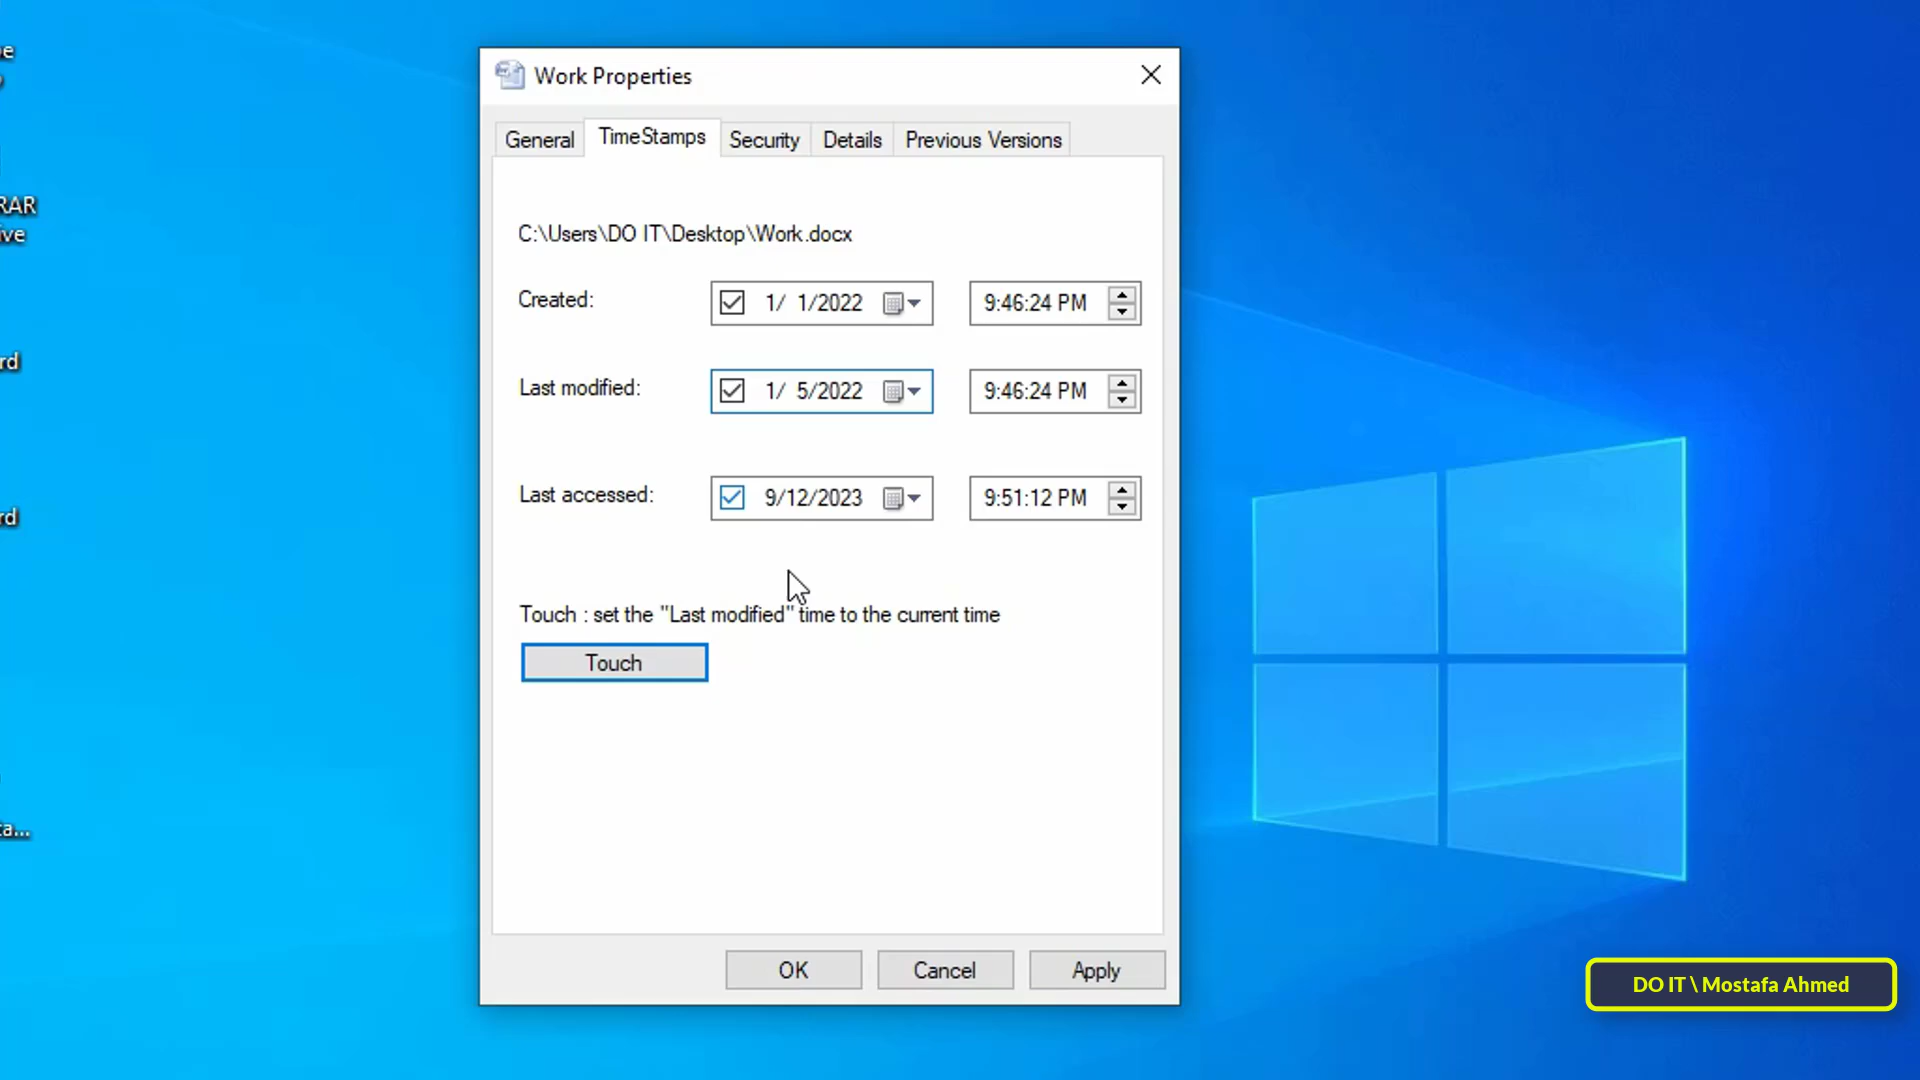 Work Properties
General TimeStamps Security Details Previous Versions
C:\Users\DO IT\Desktop\Work.docx
Created: 1/ 1/2022 9:46:24 PM
Last modified: 1/ 5/2022 9:46:24 PM
Last accessed: 9/12/2023 9:51:12 PM
Touch : set the "Last modified" time to the current time
Touch
OK Cancel Apply
RAR
ive
rd
rd
ta...
DO IT \ Mostafa Ahmed